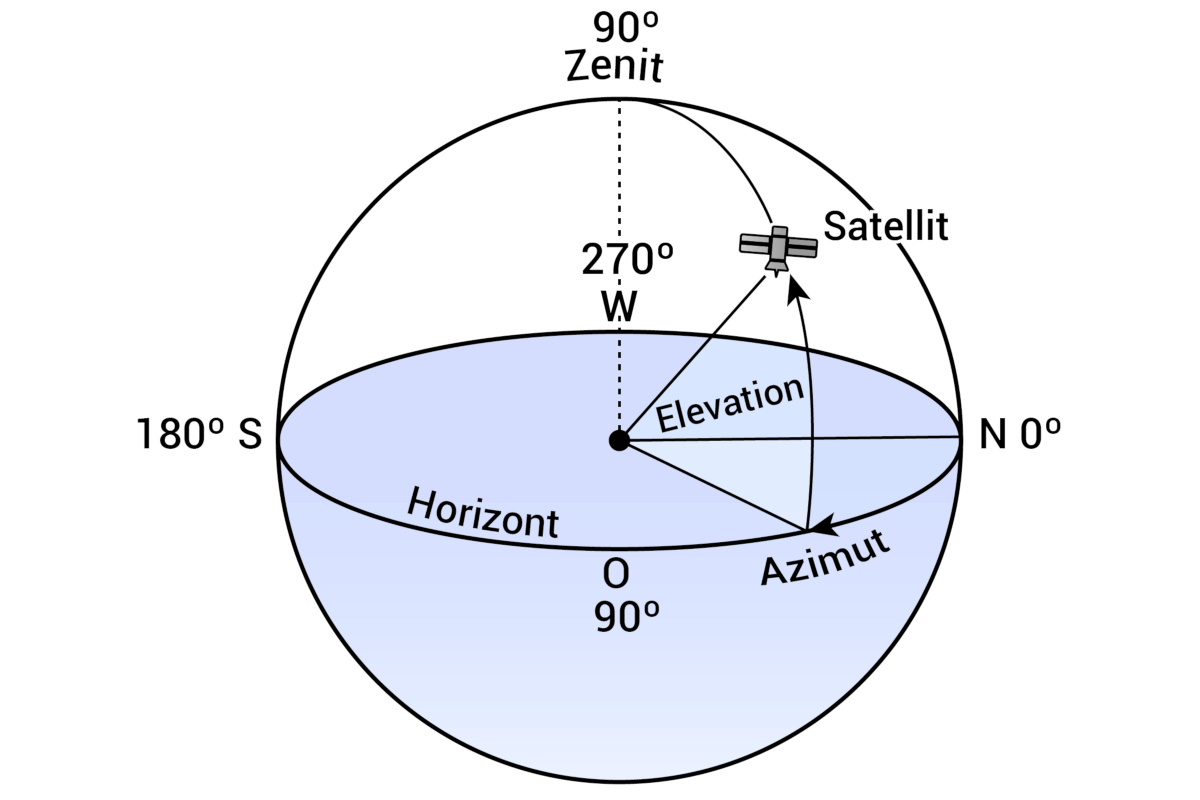 90º
Zenit
Satellit
270º
W
Elevation
180º S
N 0º
Horizont
Azimut
O
90º